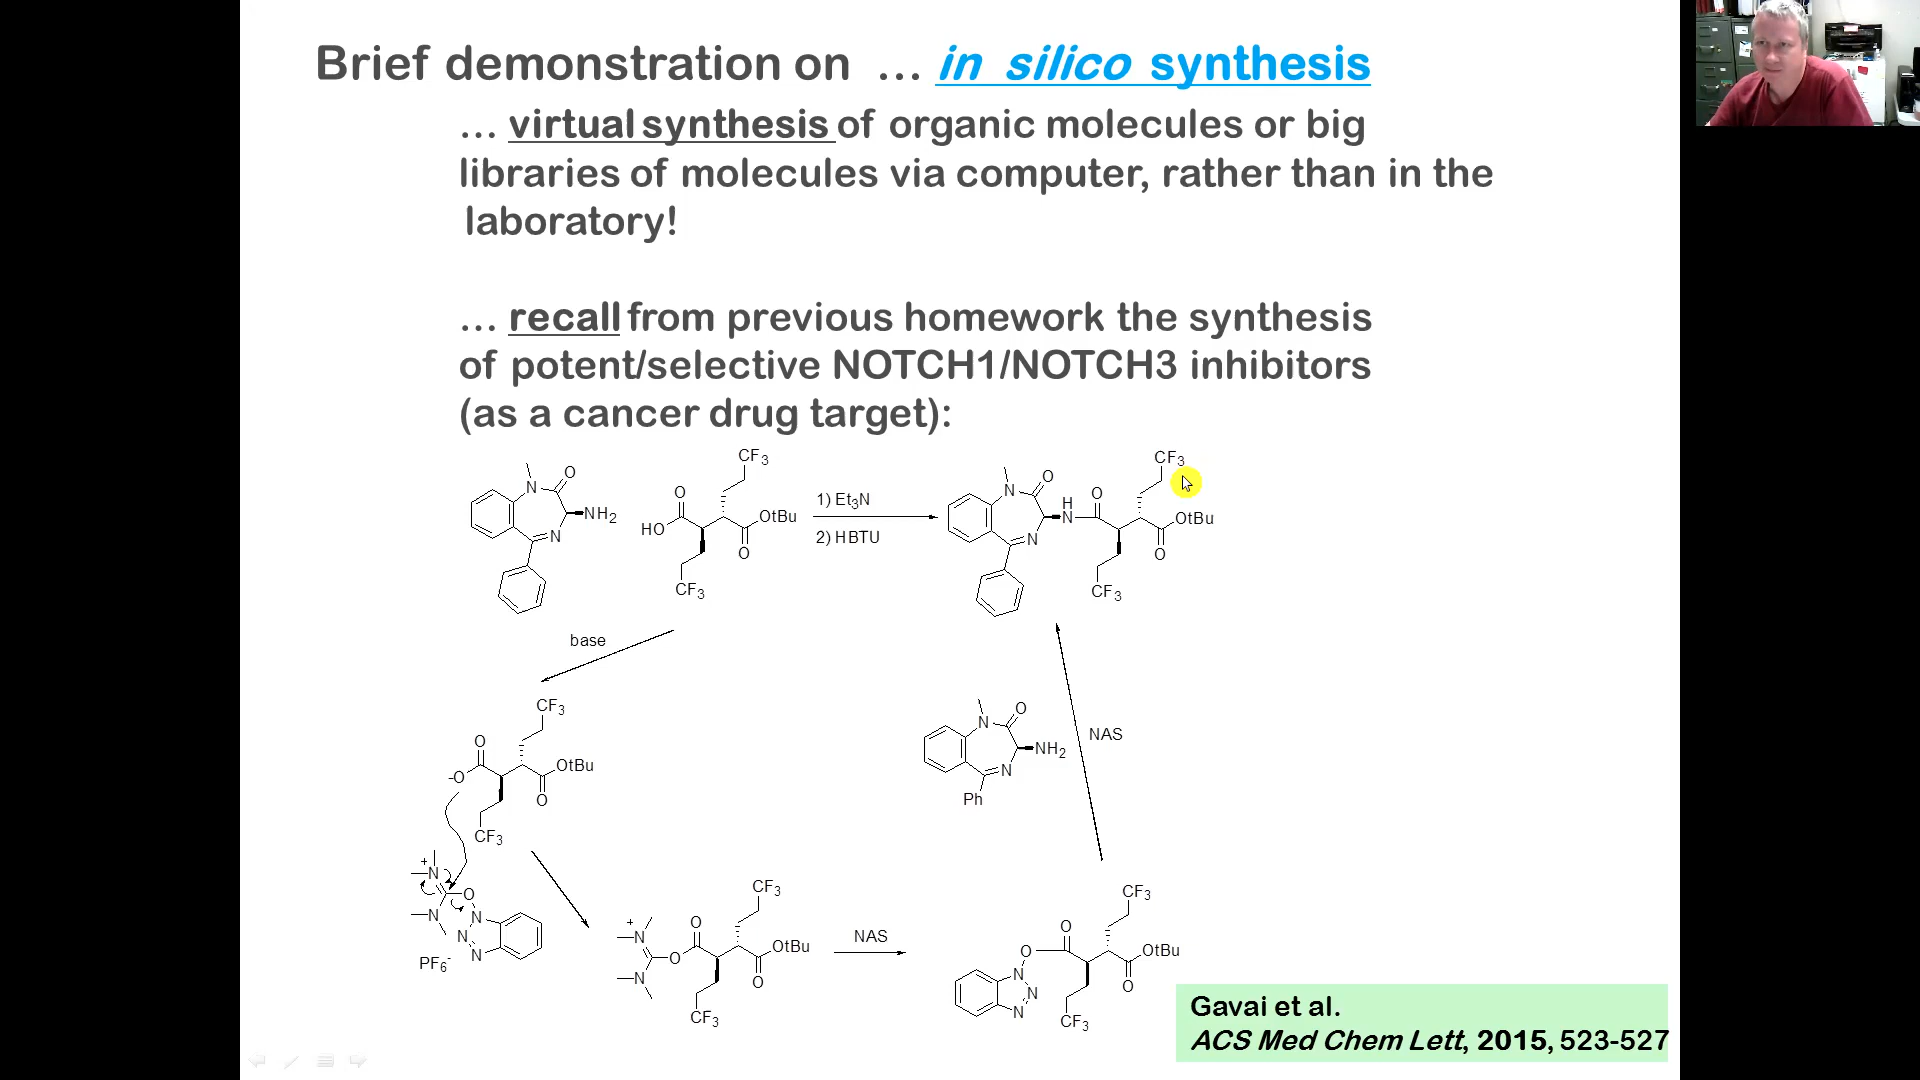 Brief demonstration on … in silico synthesis
… virtual synthesis of organic molecules or big
libraries of molecules via computer, rather than in the
laboratory!
… recall from previous homework the synthesis
of potent/selective NOTCH1/NOTCH3 inhibitors
(as a cancer drug target):
N
O
NH2
N
CF3
O
HO
OtBu
O
CF3
1) Et3N
2) HBTU
CF3
N
O
H
N
O
OtBu
N
O
CF3
base
CF3
O
-O
OtBu
O
CF3
N
O
NH2
N
Ph
NAS
+
N
O
N
N
N
N
PF6-
CF3
+
N
O
OtBu
O
N
O
CF3
NAS
CF3
O
O
OtBu
N
N
O
N
CF3
Gavai et al.
ACS Med Chem Lett, 2015, 523-527